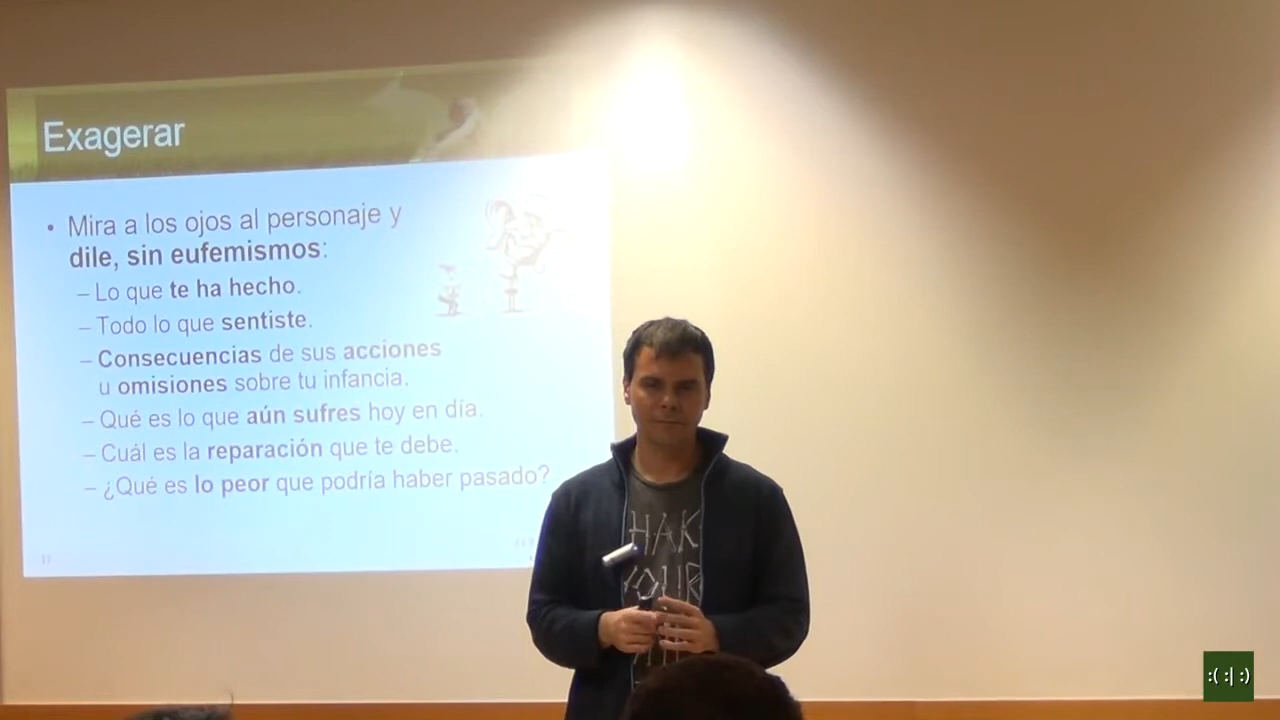 Exagerar
• Mira a los ojos al personaje y
dile, sin eufemismos:
– Lo que te ha hecho.
– Todo lo que sentiste.
– Consecuencias de sus acciones
u omisiones sobre tu infancia.
– Qué es lo que aún sufres hoy en día.
– Cuál es la reparación que te debe.
– ¿Qué es lo peor que podría haber pasado?
HAK
YOUR
:( :| :)